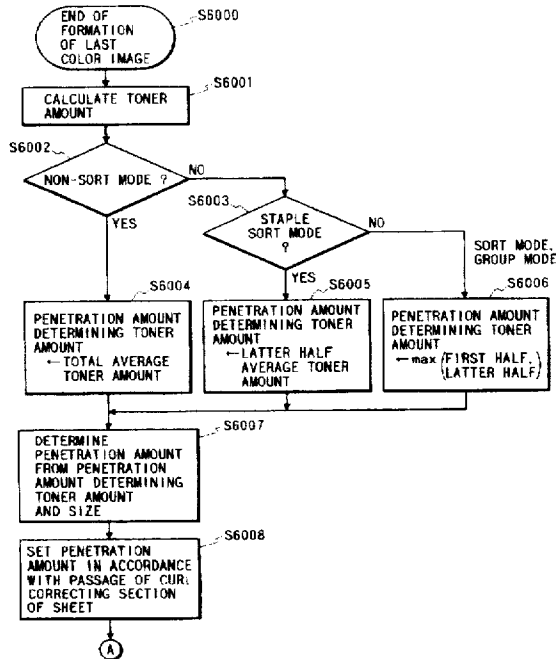 END OF
FORMATION
OF LAST
COLOR IMAGE
S6000
CALCULATE TONER
AMOUNT
S6001
S6002
NON-SORT MODE ?
NO
YES
S6003
STAPLE
SORT MODE
?
NO
YES
SORT MODE,
GROUP MODE
S6004
PENETRATION AMOUNT
DETERMINING TONER
AMOUNT
← TOTAL AVERAGE
TONER AMOUNT
S6005
PENETRATION AMOUNT
DETERMINING TONER
AMOUNT
← LATTER HALF
AVERAGE TONER
AMOUNT
S6006
PENETRATION AMOUNT
DETERMINING TONER
AMOUNT
← max (FIRST HALF,
LATTER HALF)
S6007
DETERMINE
PENETRATION AMOUNT
FROM PENETRATION
AMOUNT DETERMINING
TONER AMOUNT
AND SIZE
S6008
SET PENETRATION
AMOUNT IN ACCORDANCE
WITH PASSAGE OF CURL
CORRECTING SECTION
OF SHEET
A